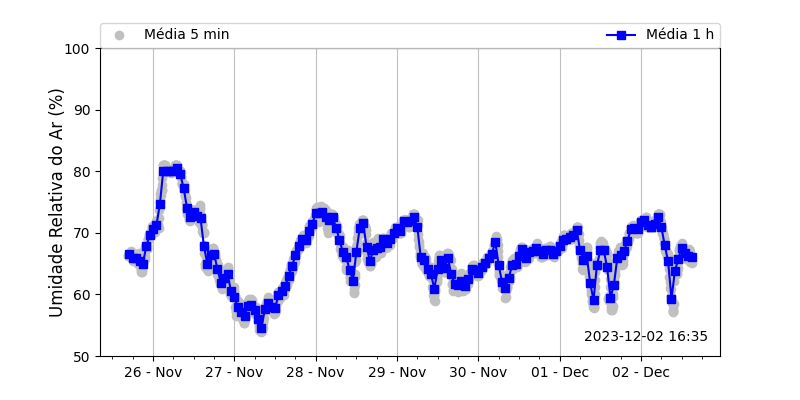 Média 5 min
Média 1 h
Umidade Relativa do Ar (%)
100
90
80
70
60
50
2023-12-02 16:35
26 - Nov
27 - Nov
28 - Nov
29 - Nov
30 - Nov
01 - Dec
02 - Dec